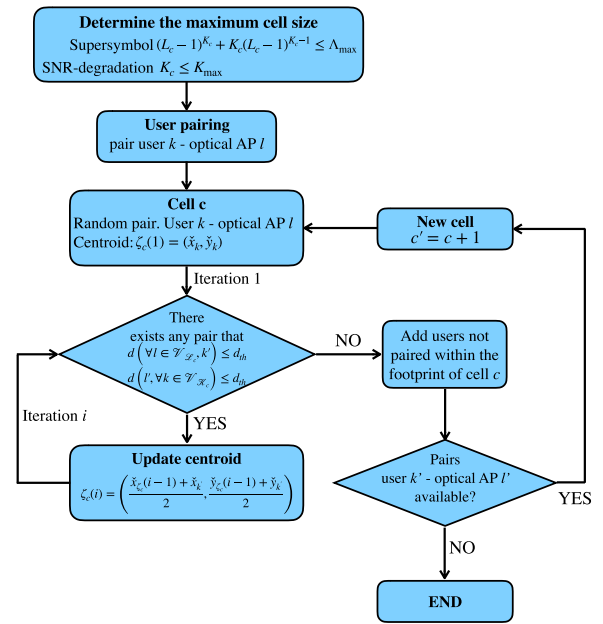 Determine the maximum cell size
Supersymbol (L_c − 1)^{K_c} + K_c(L_c − 1)^{K_c−1} ≤ Λ_max
SNR-degradation K_c ≤ K_max
User pairing
pair user k - optical AP l
Cell c
Random pair. User k - optical AP l
Centroid: ζ_c(1) = (x̌_k, y̌_k)
New cell
c′ = c + 1
Iteration 1
There
exists any pair that
d (∀l ∈ 𝒱_{ℒ_c}, k′) ≤ d_th
d (l′, ∀k ∈ 𝒱_{𝒦_c}) ≤ d_th
NO
Add users not
paired within the
footprint of cell c
Iteration i
YES
Update centroid
ζ_c(i) = ( (x̌_{ζ_c}(i − 1) + x̌_k)/2 , (y̌_{ζ_c}(i − 1) + y̌_k)/2 )
Pairs
user k’ - optical AP l’
available?
YES
NO
END